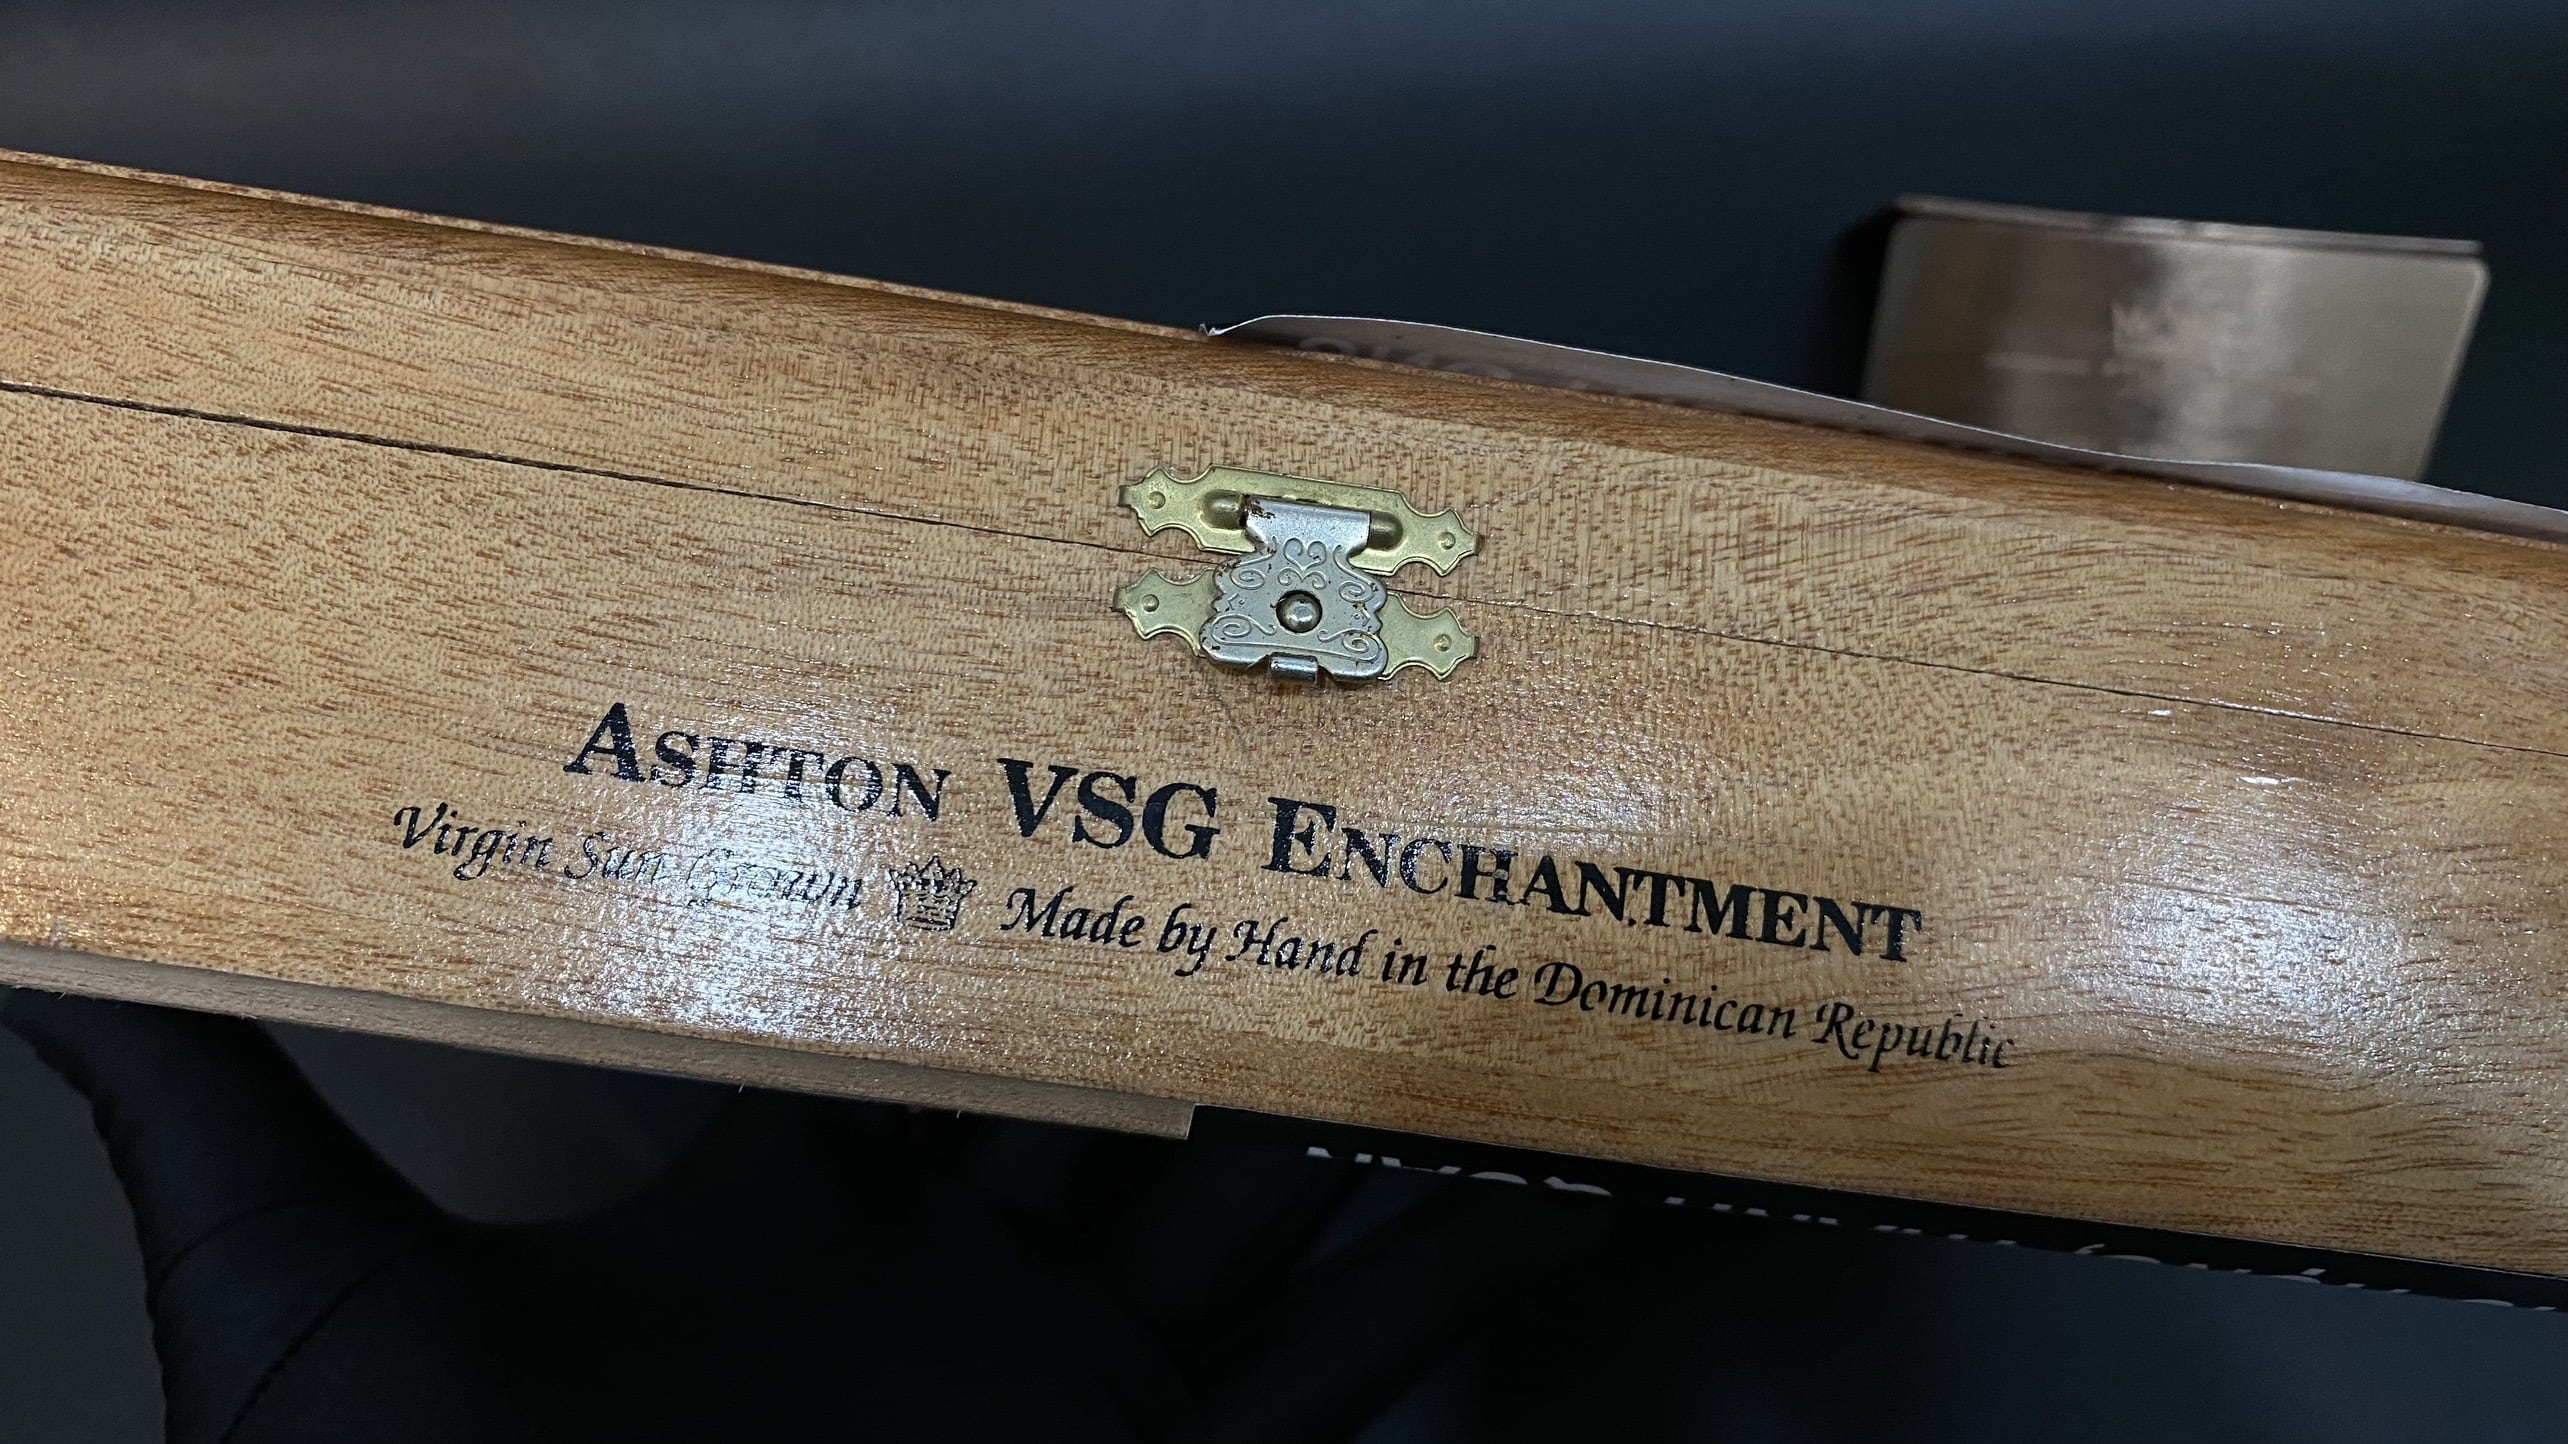 ASHTON VSG ENCHANTMENT
Virgin Sun Grown Made by Hand in the Dominican Republic